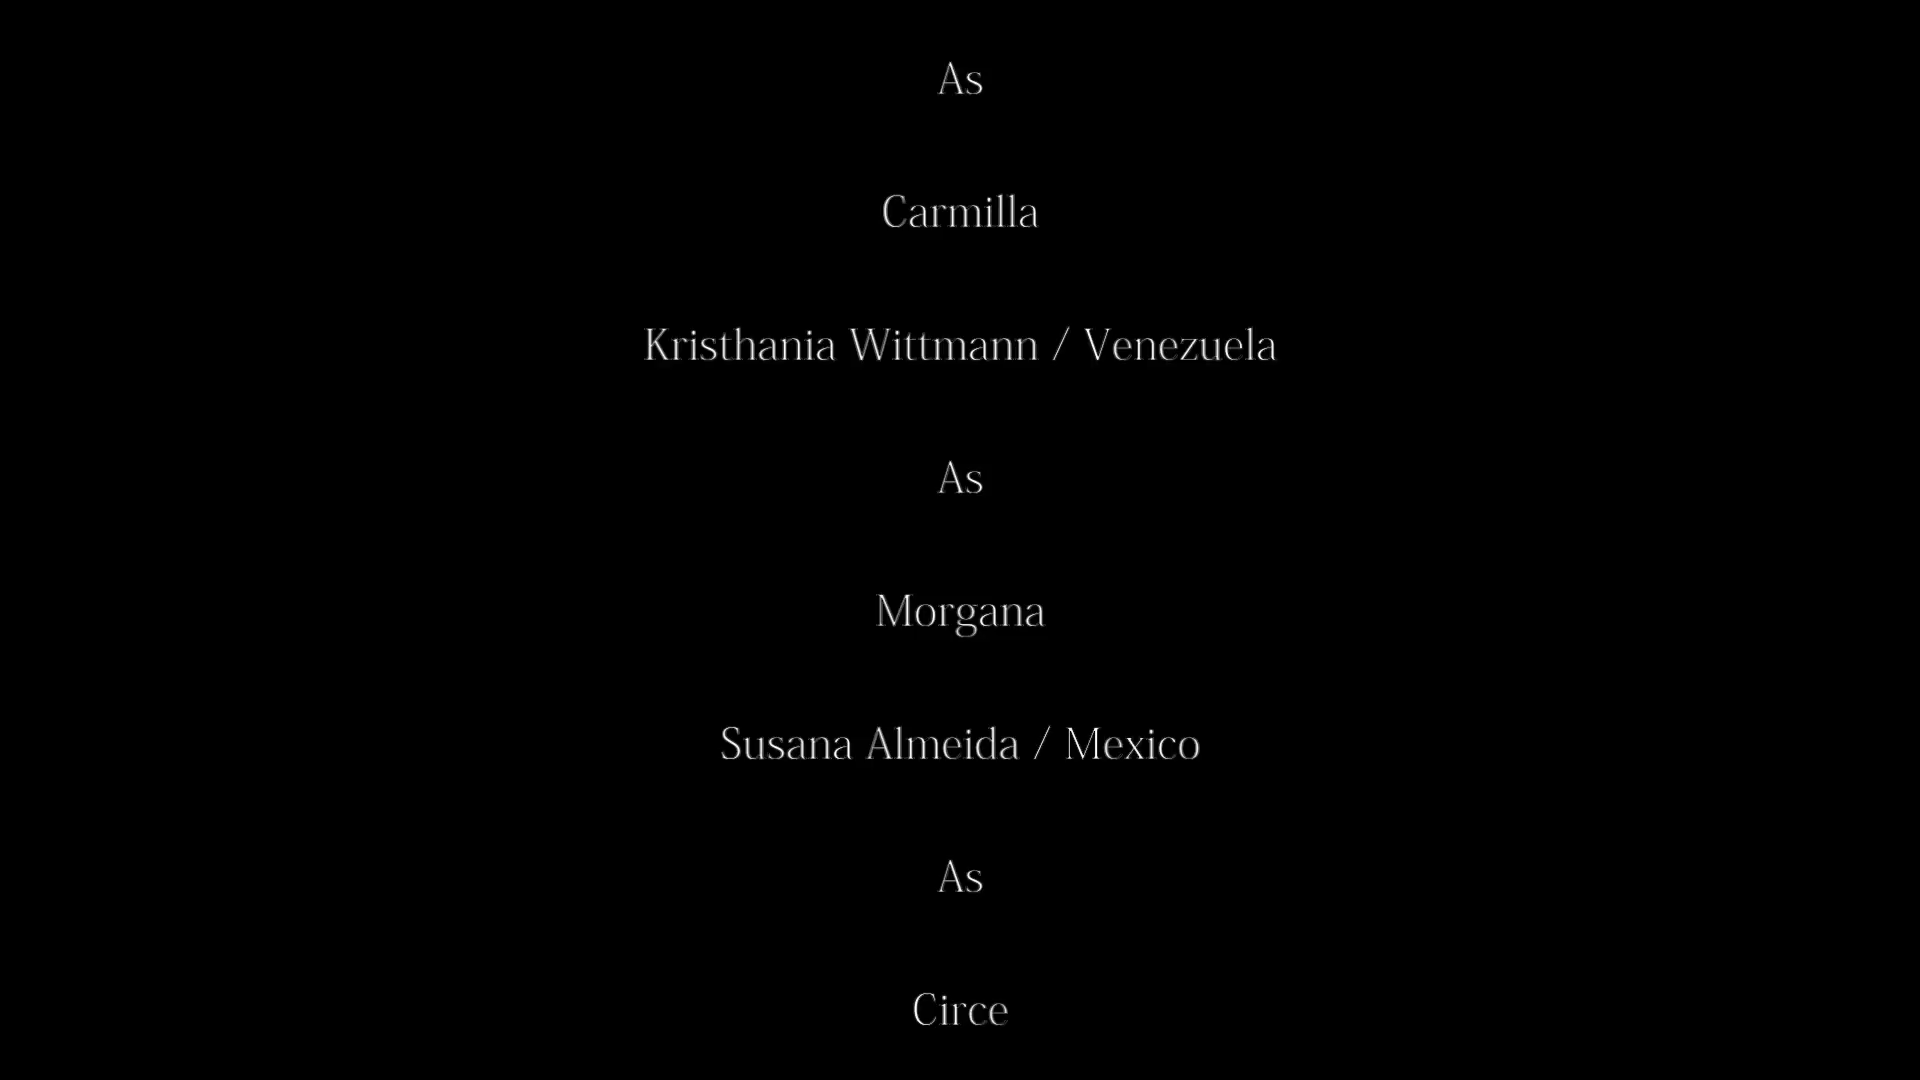 As
Carmilla
Kristhania Wittmann / Venezuela
As
Morgana
Susana Almeida / Mexico
As
Circe